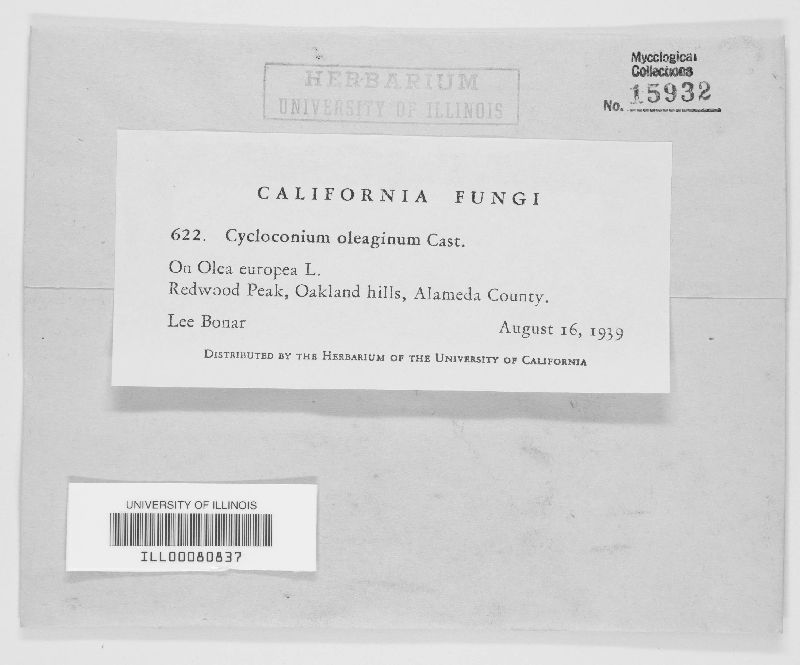 HERBARIUM
UNIVERSITY OF ILLINOIS
Mycological
Collections
No. 15932
CALIFORNIA FUNGI
622. Cycloconium oleaginum Cast.
On Olea europea L.
Redwood Peak, Oakland hills, Alameda County.
Lee Bonar August 16, 1939
DISTRIBUTED BY THE HERBARIUM OF THE UNIVERSITY OF CALIFORNIA
UNIVERSITY OF ILLINOIS
ILL00080837